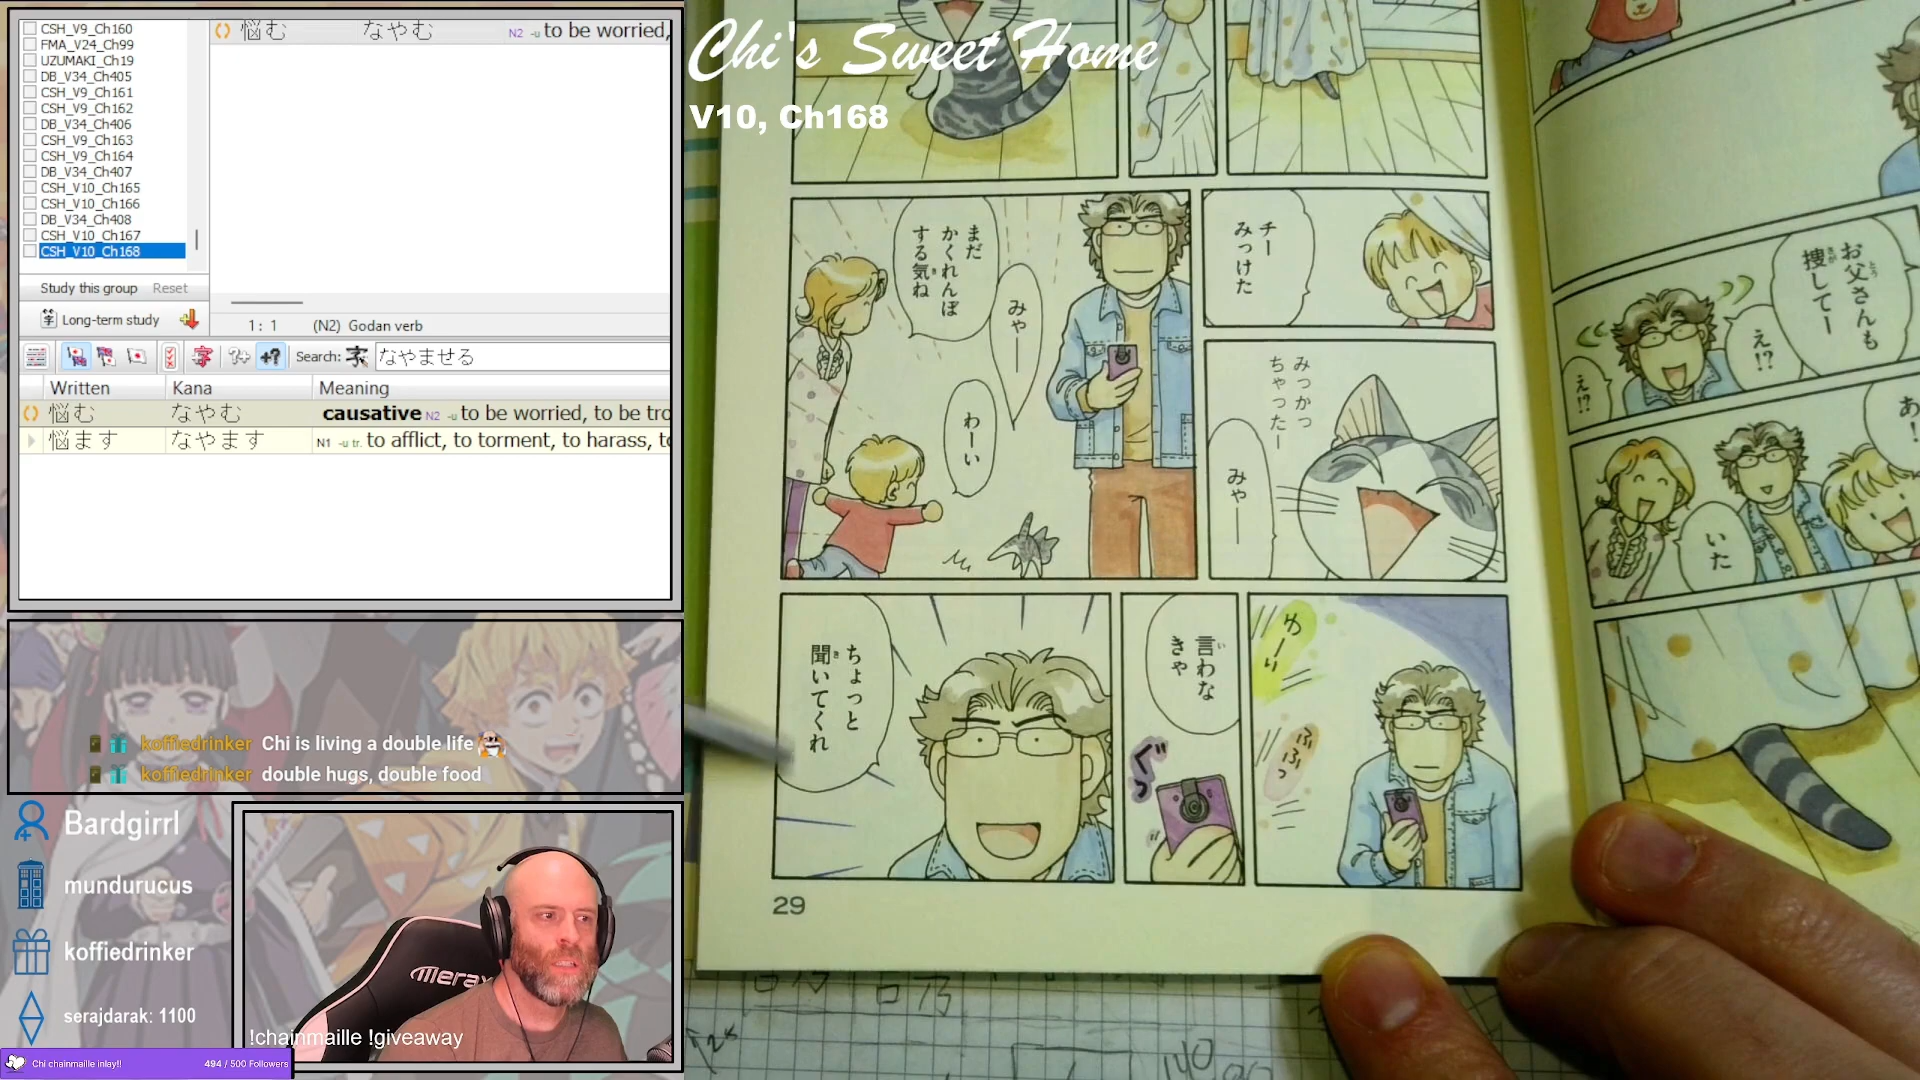 CSH_V9_Ch160
FMA_V24_Ch99
UZUMAKI_Ch19
DB_V34_Ch405
CSH_V9_Ch161
CSH_V9_Ch162
DB_V34_Ch406
CSH_V9_Ch163
CSH_V9_Ch164
DB_V34_Ch407
CSH_V10_Ch165
CSH_V10_Ch166
DB_V34_Ch408
CSH_V10_Ch167
CSH_V10_Ch168
悩む なやむ N2 -u to be worried,
Study this group Reset
Long-term study
1: 1 (N2) Godan verb
Search: なやませる
Written Kana Meaning
悩む なやむ causative N2 -u to be worried, to be tro
悩ます なやます N1 -u tr. to afflict, to torment, to harass, to
koffiedrinker Chi is living a double life
koffiedrinker double hugs, double food
Bardgirrl
mundurucus
koffiedrinker
serajdarak: 1100
Chi chainmaille inlay!! 494 / 500 Followers
merax
!chainmaille !giveaway
Chi's Sweet Home
V10, Ch168
お父さんも
捜してー
え!?
え!?
あ!
いた
チー
みっけた
まだ
かくれんぼ
する気ね
みゃー
わーい
みっかっ
ちゃったー
みゃー
ゆーり
ふふっ
言わな
きゃ
ぐっ
ちょっと
聞いてくれ
29